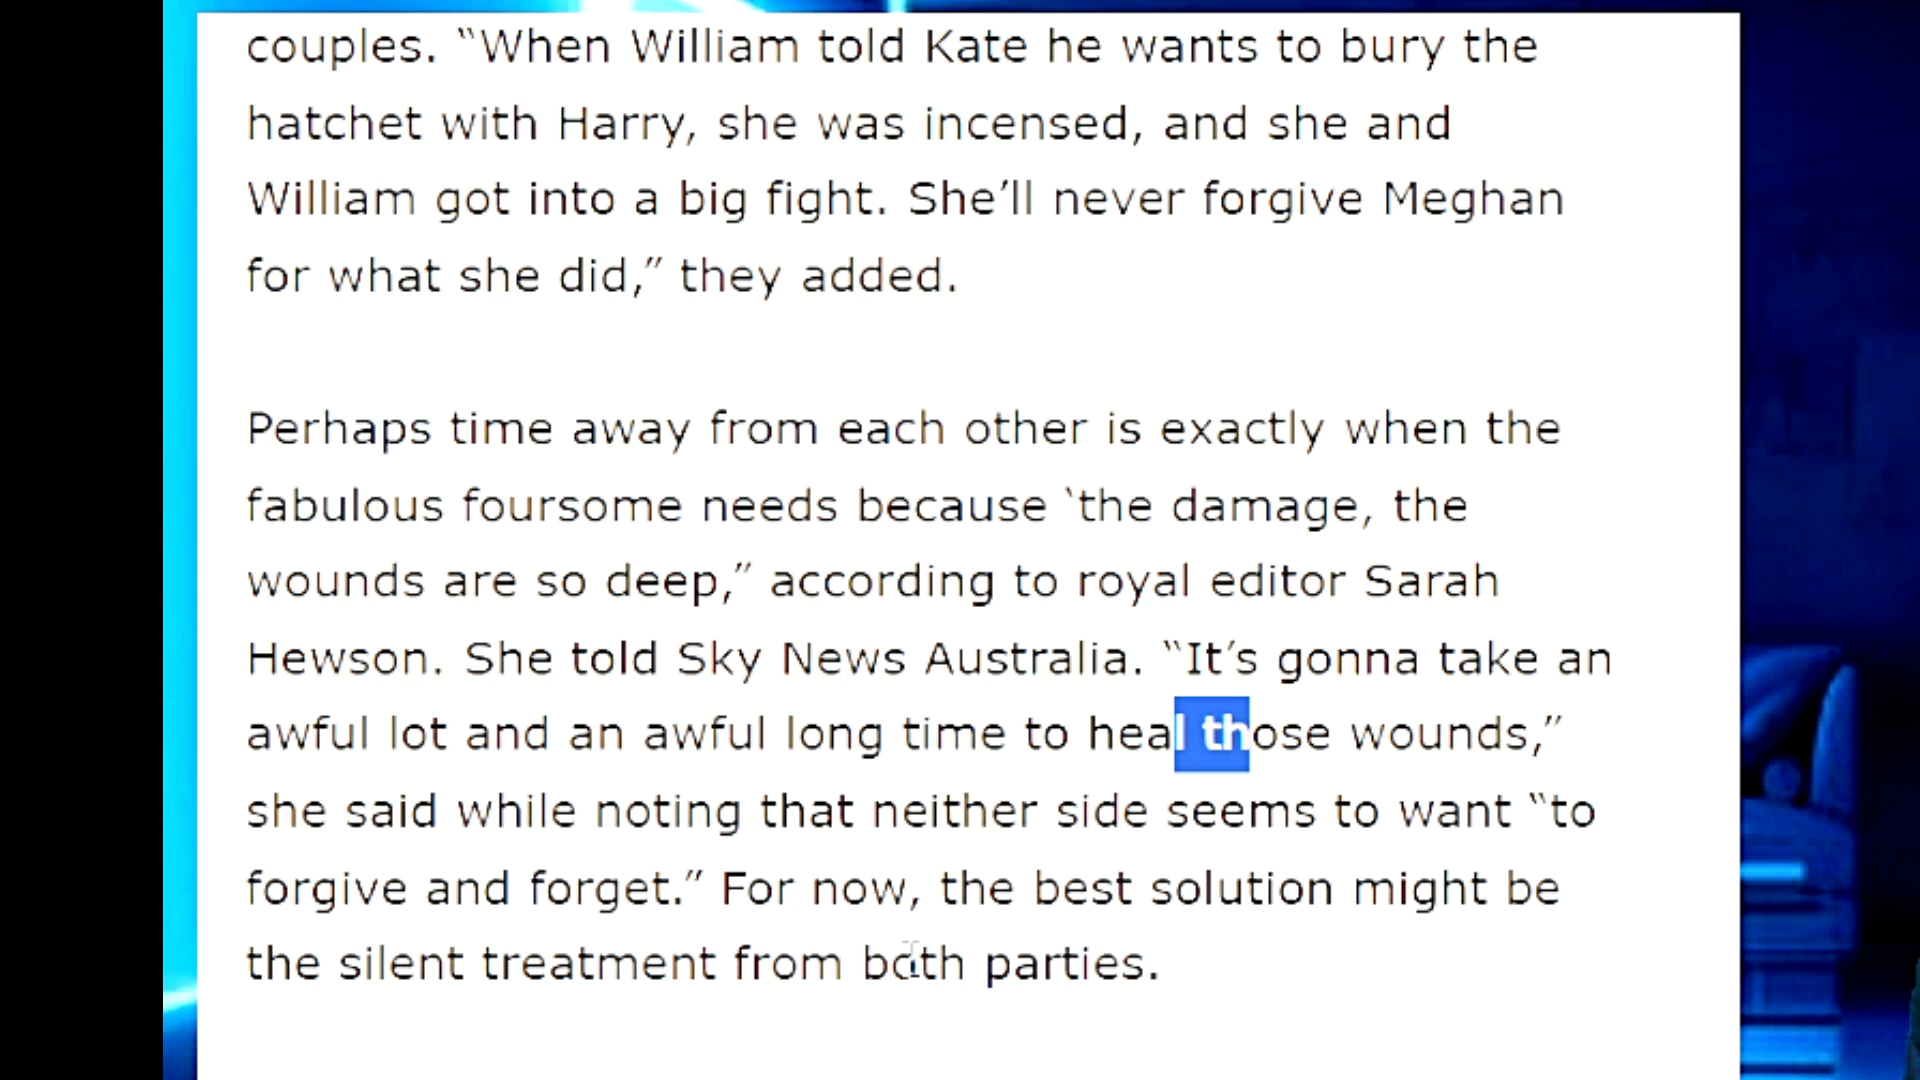 couples. “When William told Kate he wants to bury the
hatchet with Harry, she was incensed, and she and
William got into a big fight. She’ll never forgive Meghan
for what she did,” they added.
Perhaps time away from each other is exactly when the
fabulous foursome needs because ‘the damage, the
wounds are so deep,” according to royal editor Sarah
Hewson. She told Sky News Australia. “It’s gonna take an
awful lot and an awful long time to heal those wounds,”
she said while noting that neither side seems to want “to
forgive and forget.” For now, the best solution might be
the silent treatment from both parties.